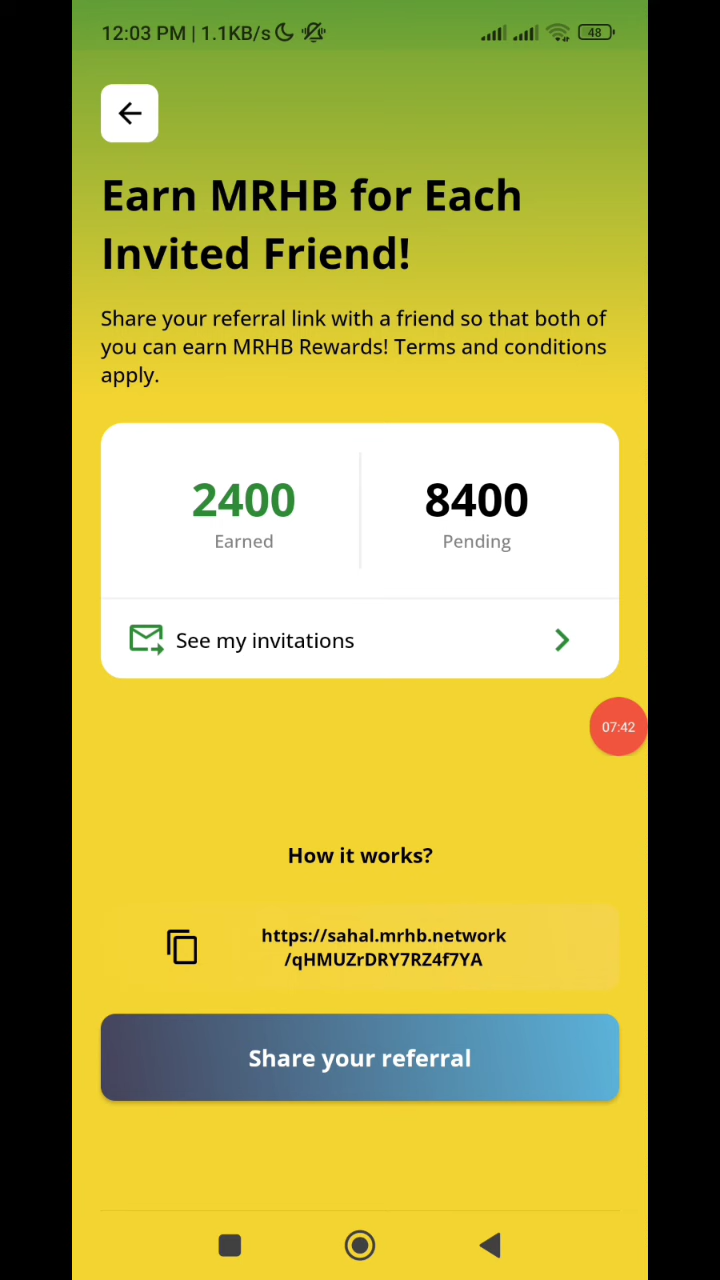 12:03 PM | 1.1KB/s
48
Earn MRHB for Each
Invited Friend!
Share your referral link with a friend so that both of
you can earn MRHB Rewards! Terms and conditions
apply.
2400 8400
Earned Pending
See my invitations
07:42
How it works?
https://sahal.mrhb.network
/qHMUZrDRY7RZ4f7YA
Share your referral